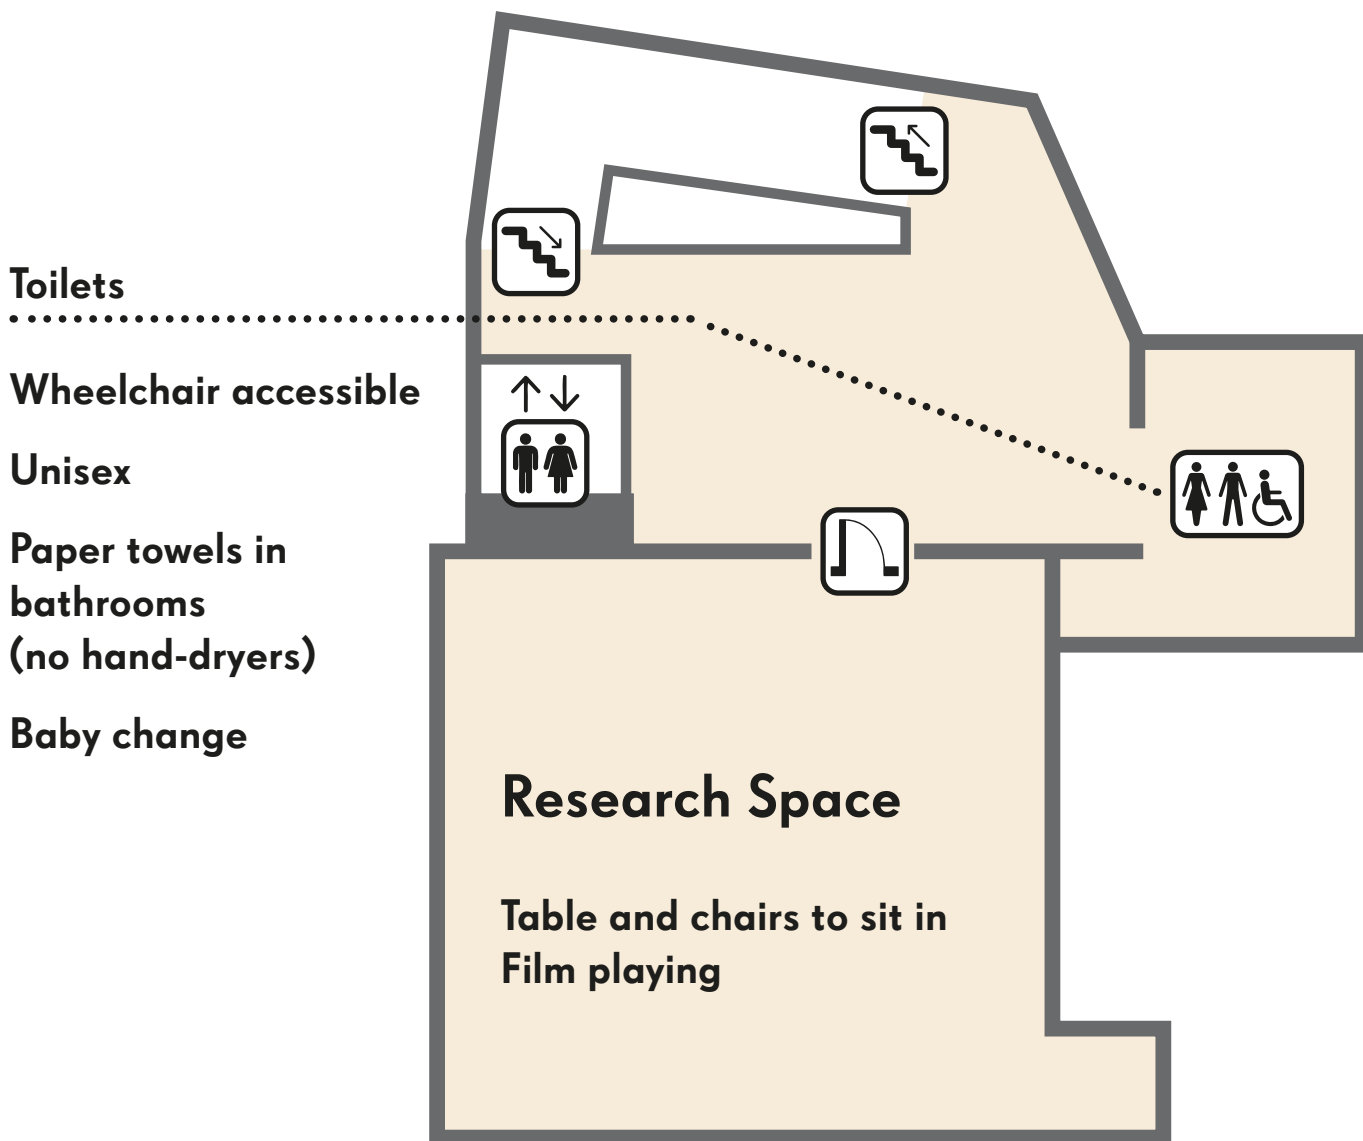 Toilets
Wheelchair accessible
Unisex
Paper towels in
bathrooms
(no hand-dryers)
Baby change
Research Space
Table and chairs to sit in
Film playing